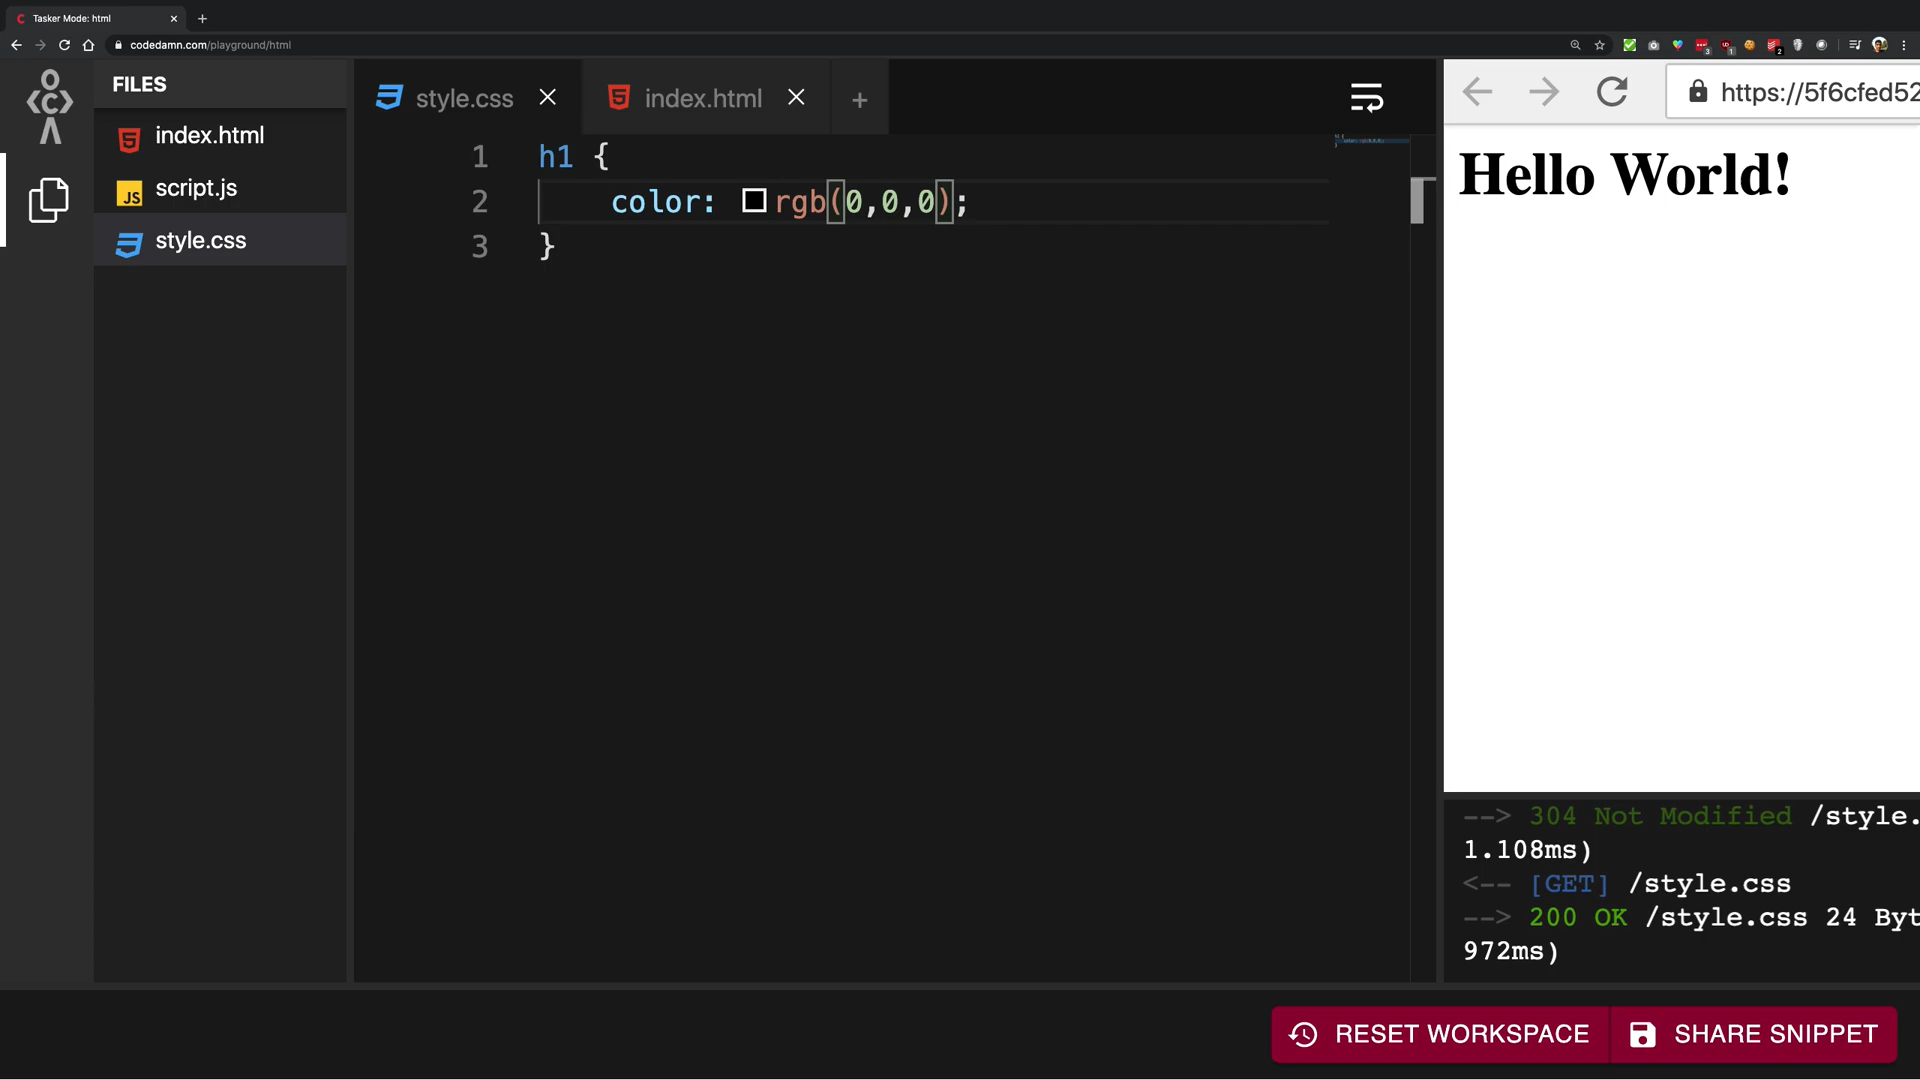 Tasker Mode: html
codedamn.com/playground/html
FILES
index.html
script.js
style.css
style.css
index.html
1 h1 {
2 color: rgb(0,0,0);
3 }
https://5f6cfed52
Hello World!
--> 304 Not Modified /style.
1.108ms)
<-- [GET] /style.css
--> 200 OK /style.css 24 Byt
972ms)
RESET WORKSPACE
SHARE SNIPPET